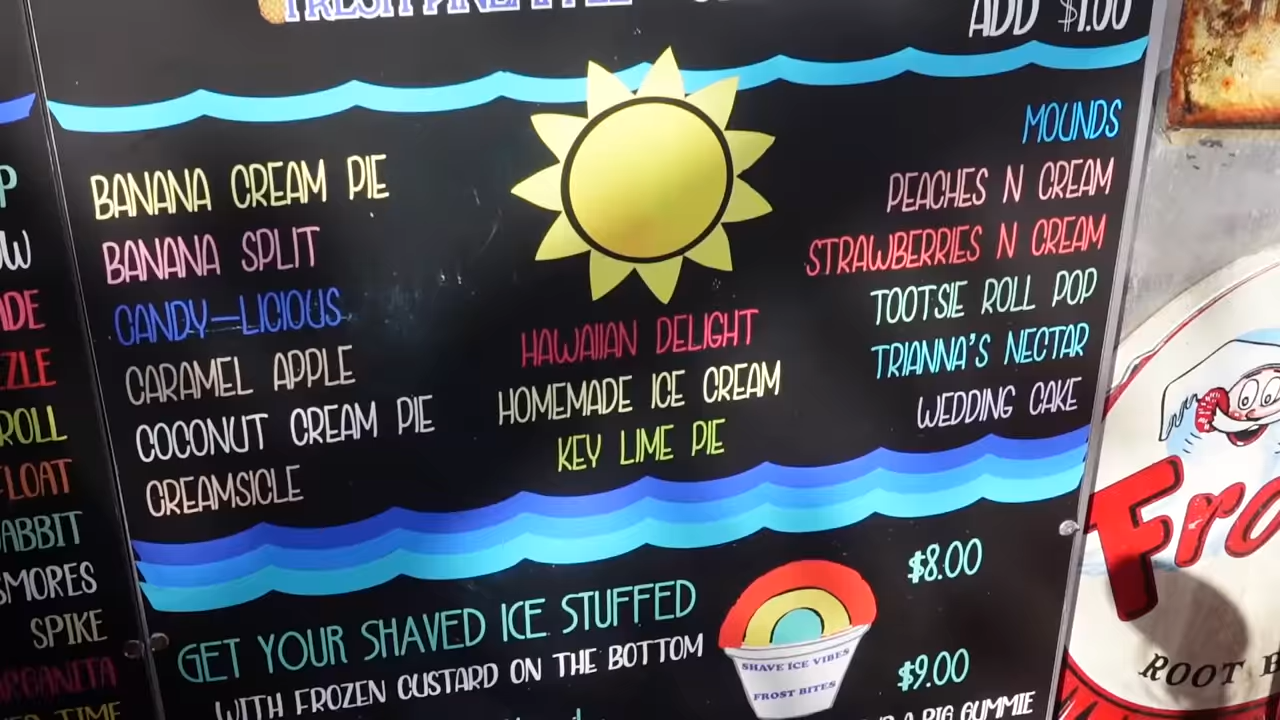 ADD $1.00
BANANA CREAM PIE
BANANA SPLIT
CANDY-LICIOUS
CARAMEL APPLE
COCONUT CREAM PIE
CREAMSICLE
HAWAIIAN DELIGHT
HOMEMADE ICE CREAM
KEY LIME PIE
MOUNDS
PEACHES N CREAM
STRAWBERRIES N CREAM
TOOTSIE ROLL POP
TRIANNA'S NECTAR
WEDDING CAKE
ROLL
SMORES
SPIKE
TIME
GET YOUR SHAVED ICE STUFFED
WITH FROZEN CUSTARD ON THE BOTTOM
SHAVE ICE VIBES
FROST BITES
$8.00
$9.00
A BIG GUMMIE
ROOT